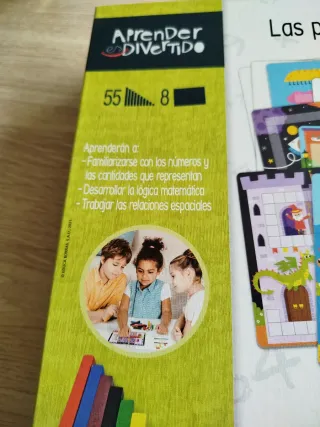 Aprender
es DIVERTIDO
Las p
55 8
Aprenderán a:
- Familiarizarse con los números y
las cantidades que representan
- Desarrollar la lógica matemática
- Trabajar las relaciones espaciales